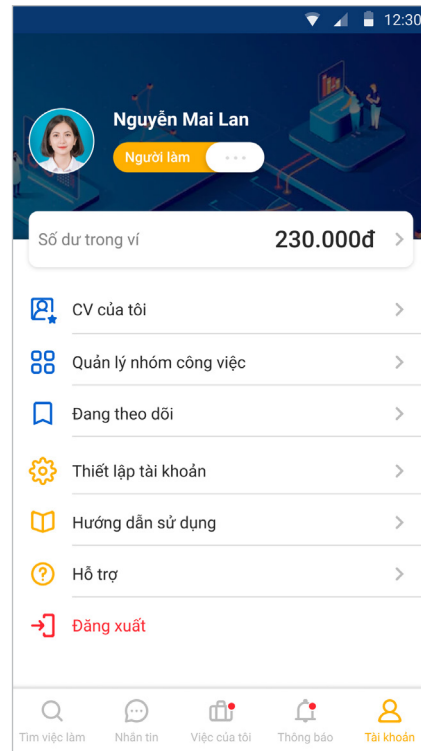 12:30
Nguyễn Mai Lan
Người làm
Số dư trong ví 230.000đ
CV của tôi
Quản lý nhóm công việc
Đang theo dõi
Thiết lập tài khoản
Hướng dẫn sử dụng
Hỗ trợ
Đăng xuất
Tìm việc làm Nhắn tin Việc của tôi Thông báo Tài khoản